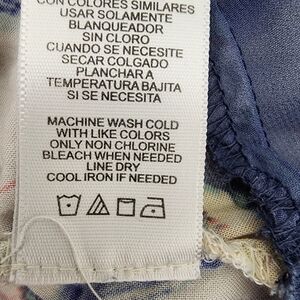 CON COLORES SIMILARES
USAR SOLAMENTE
BLANQUEADOR
SIN CLORO
CUANDO SE NECESITE
SECAR COLGADO
PLANCHAR A
TEMPERATURA BAJITA
SI SE NECESITA
MACHINE WASH COLD
WITH LIKE COLORS
ONLY NON CHLORINE
BLEACH WHEN NEEDED
LINE DRY
COOL IRON IF NEEDED